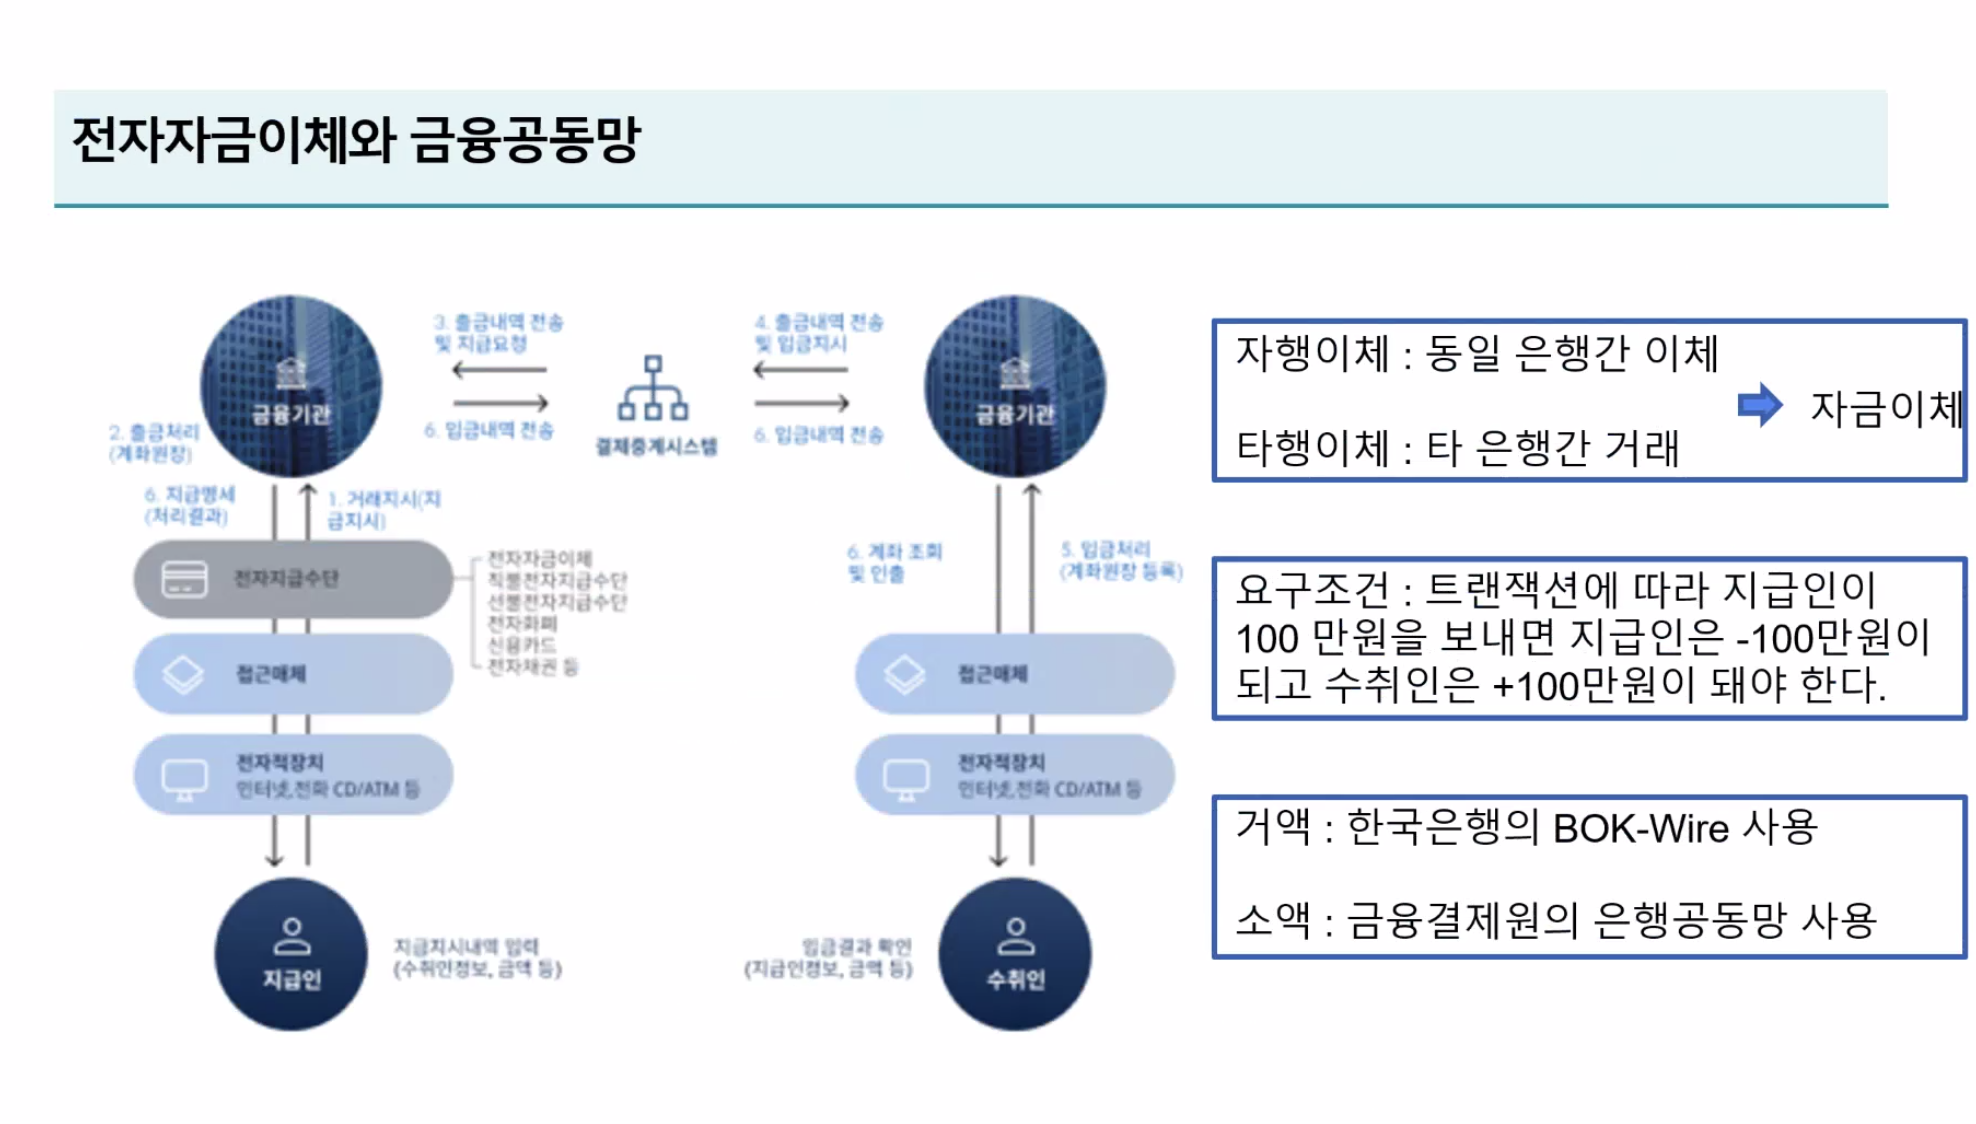 전자자금이체와 금융공동망
금융기관
3. 출금내역 전송
및 지급요청
6. 입금내역 전송
결제중계시스템
4. 출금내역 전송
및 입금지시
6. 입금내역 전송
금융기관
2. 출금처리
(계좌원장)
6. 지급명세
(처리결과)
1. 거래지시(지
급지시)
전자지급수단
전자자금이체
직불전자지급수단
선불전자지급수단
전자화폐
신용카드
전자채권 등
접근매체
전자적장치
인터넷,전화 CD/ATM 등
지급인
지급지시내역 입력
(수취인정보, 금액 등)
6. 계좌 조회
및 인출
5. 입금처리
(계좌원장 등록)
접근매체
전자적장치
인터넷,전화 CD/ATM 등
입금결과 확인
(지급인정보, 금액 등)
수취인
자행이체 : 동일 은행간 이체
자금이체
타행이체 : 타 은행간 거래
요구조건 : 트랜잭션에 따라 지급인이
100 만원을 보내면 지급인은 -100만원이
되고 수취인은 +100만원이 돼야 한다.
거액 : 한국은행의 BOK-Wire 사용
소액 : 금융결제원의 은행공동망 사용